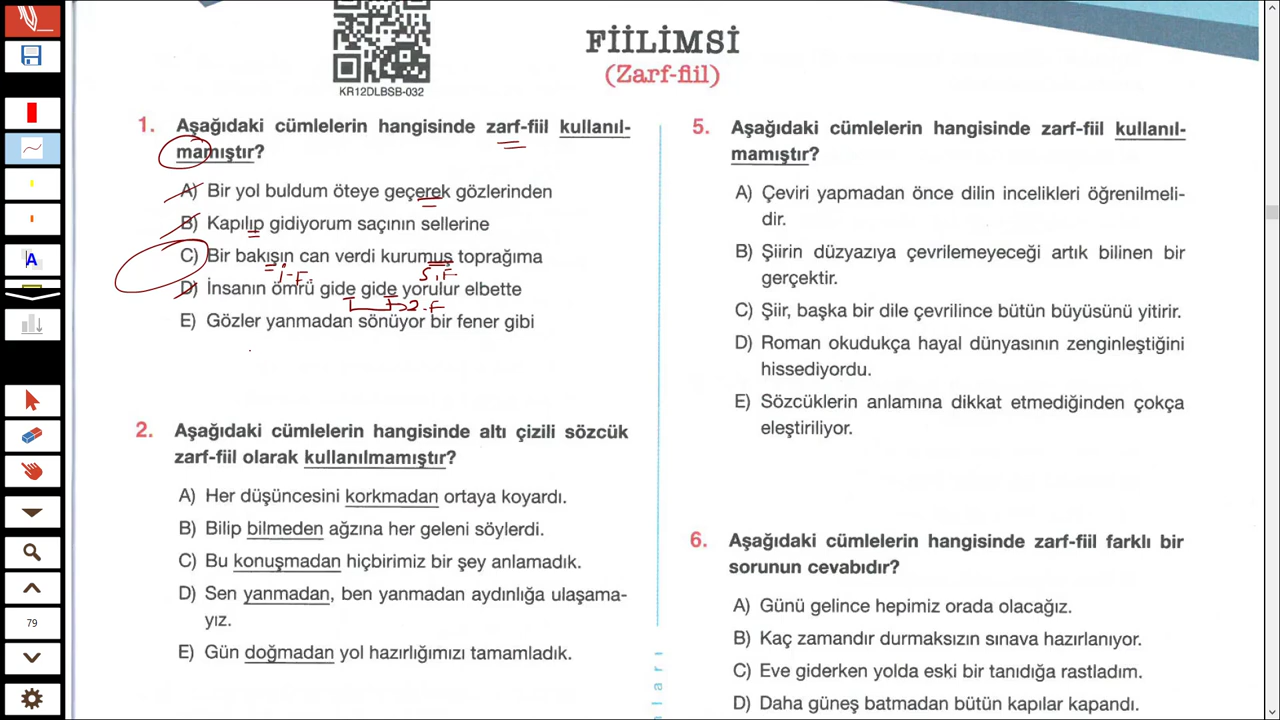 FİİLİMSİ
(Zarf-fiil)
KR12DLBSB-032
1. Aşağıdaki cümlelerin hangisinde zarf-fiil kullanıl-
mamıştır?
A) Bir yol buldum öteye geçerek gözlerinden
B) Kapılıp gidiyorum saçının sellerine
C) Bir bakışın can verdi kurumuş toprağıma
i-F.
S.F
D) İnsanın ömrü gide gide yorulur elbette
2.F
E) Gözler yanmadan sönüyor bir fener gibi
2. Aşağıdaki cümlelerin hangisinde altı çizili sözcük
zarf-fiil olarak kullanılmamıştır?
A) Her düşüncesini korkmadan ortaya koyardı.
B) Bilip bilmeden ağzına her geleni söylerdi.
C) Bu konuşmadan hiçbirimiz bir şey anlamadık.
D) Sen yanmadan, ben yanmadan aydınlığa ulaşama-
yız.
E) Gün doğmadan yol hazırlığımızı tamamladık.
5. Aşağıdaki cümlelerin hangisinde zarf-fiil kullanıl-
mamıştır?
A) Çeviri yapmadan önce dilin incelikleri öğrenilmeli-
dir.
B) Şiirin düzyazıya çevrilemeyeceği artık bilinen bir
gerçektir.
C) Şiir, başka bir dile çevrilince bütün büyüsünü yitirir.
D) Roman okudukça hayal dünyasının zenginleştiğini
hissediyordu.
E) Sözcüklerin anlamına dikkat etmediğinden çokça
eleştiriliyor.
6. Aşağıdaki cümlelerin hangisinde zarf-fiil farklı bir
sorunun cevabıdır?
A) Günü gelince hepimiz orada olacağız.
B) Kaç zamandır durmaksızın sınava hazırlanıyor.
C) Eve giderken yolda eski bir tanıdığa rastladım.
D) Daha güneş batmadan bütün kapılar kapandı.
ları
A
79